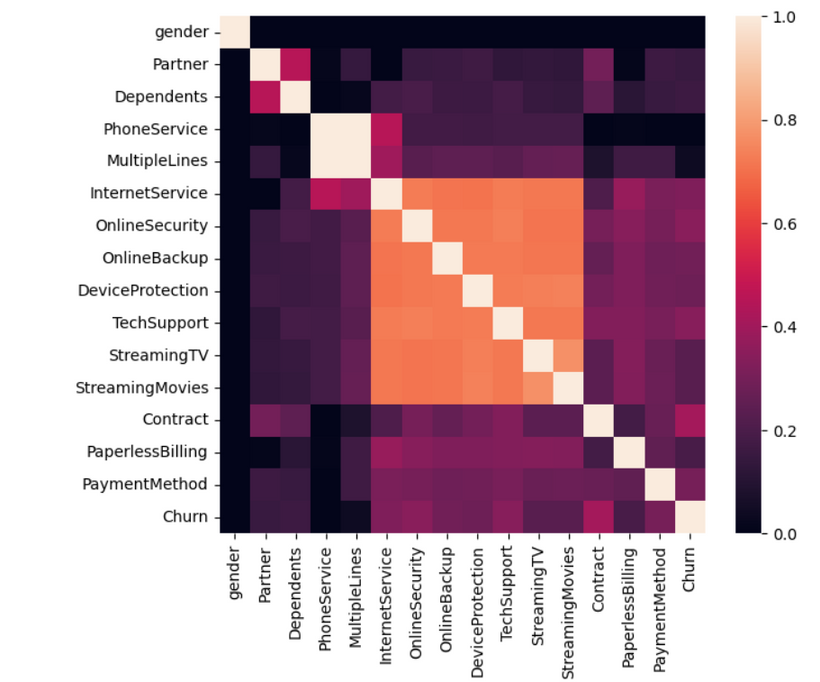 gender
Partner
Dependents
PhoneService
MultipleLines
InternetService
OnlineSecurity
OnlineBackup
DeviceProtection
TechSupport
StreamingTV
StreamingMovies
Contract
PaperlessBilling
PaymentMethod
Churn
gender
Partner
Dependents
PhoneService
MultipleLines
InternetService
OnlineSecurity
OnlineBackup
DeviceProtection
TechSupport
StreamingTV
StreamingMovies
Contract
PaperlessBilling
PaymentMethod
Churn
1.0
0.8
0.6
0.4
0.2
0.0